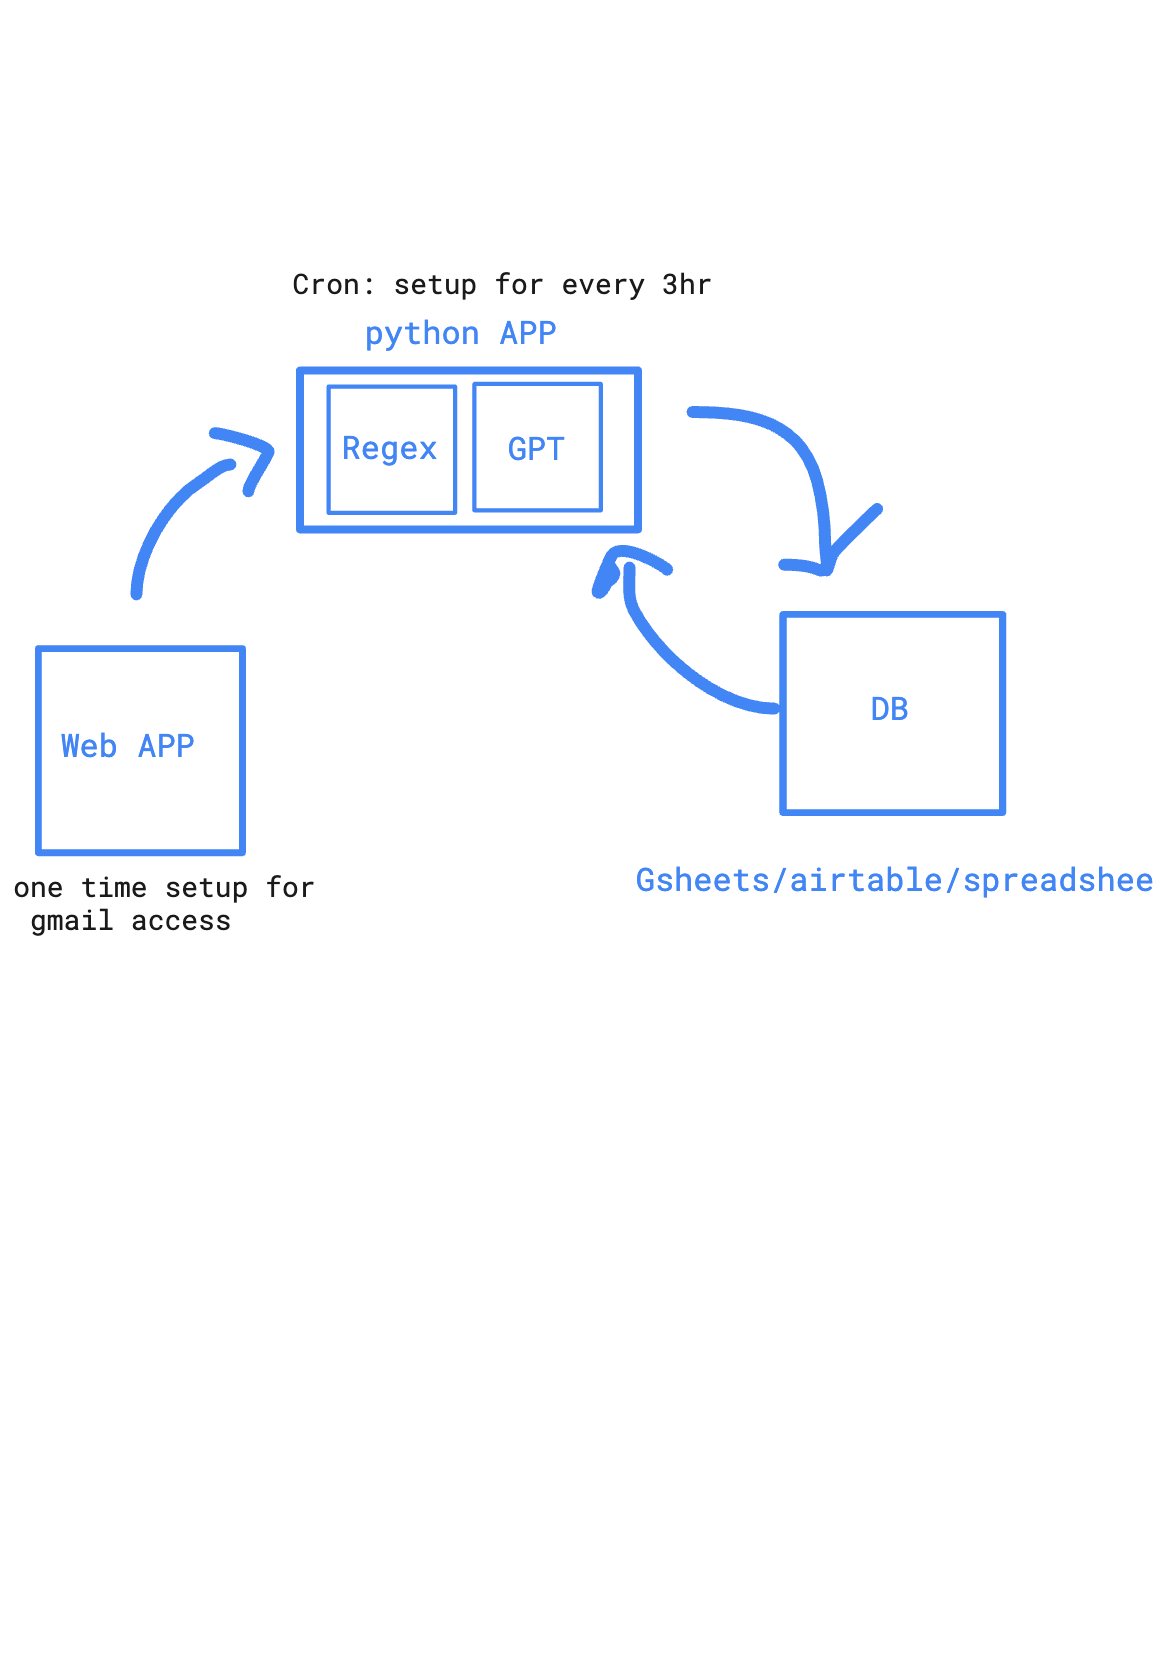 Cron: setup for every 3hr
python APP
Regex
GPT
Web APP
DB
one time setup for
gmail access
Gsheets/airtable/spreadshee